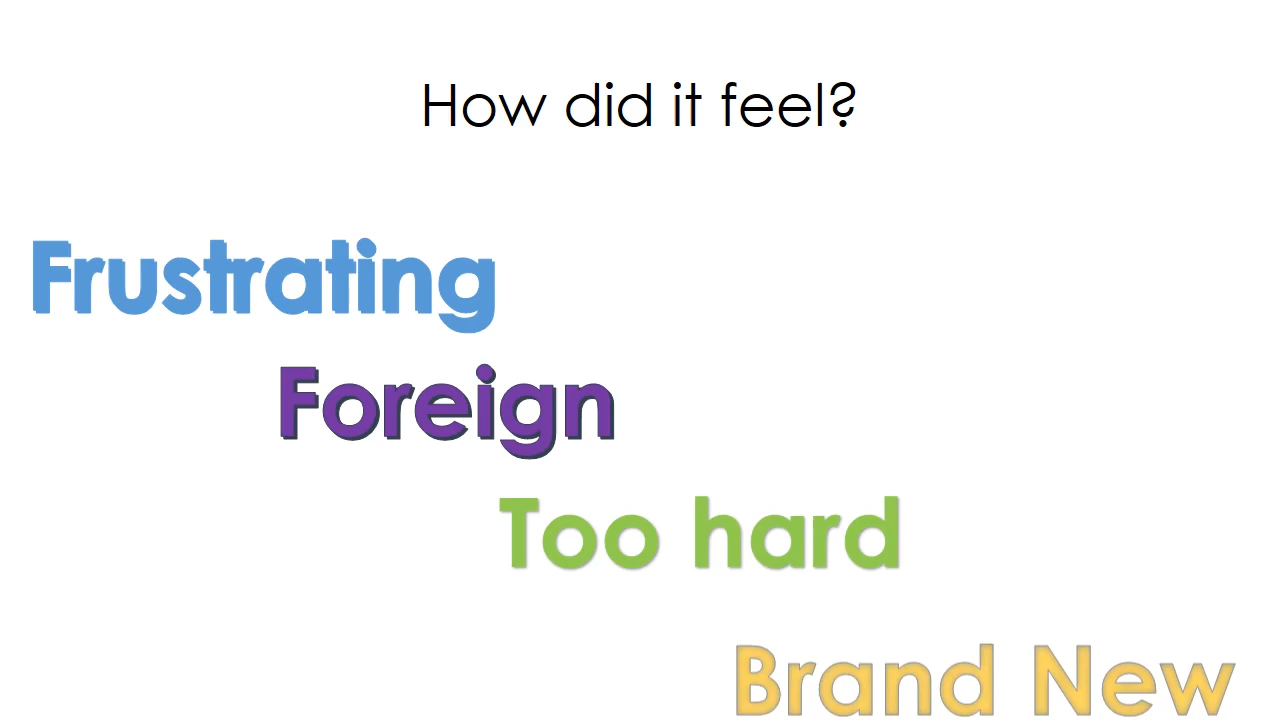 How did it feel?
Frustrating
Foreign
Too hard
Brand New